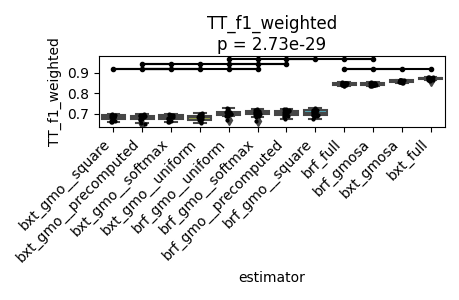 TT_f1_weighted
p = 2.73e-29
TT_f1_weighted
0.9
0.8
0.7
bxt_gmo__square
bxt_gmo__precomputed
bxt_gmo__softmax
bxt_gmo__uniform
brf_gmo__uniform
brf_gmo__softmax
brf_gmo__precomputed
brf_gmo__square
brf_full
brf_gmosa
bxt_gmosa
bxt_full
estimator